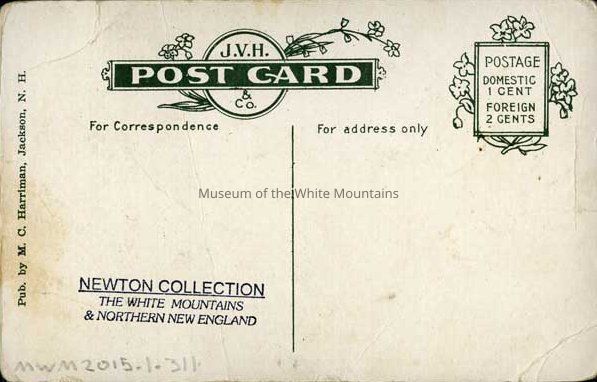 J.V.H.
POST CARD
& Co.
POSTAGE
DOMESTIC
1 CENT
FOREIGN
2 CENTS
For Correspondence
For address only
Pub. by M. C. Harriman, Jackson, N. H.
Museum of the White Mountains
NEWTON COLLECTION
THE WHITE MOUNTAINS
& NORTHERN NEW ENGLAND
MWM2015.1.311